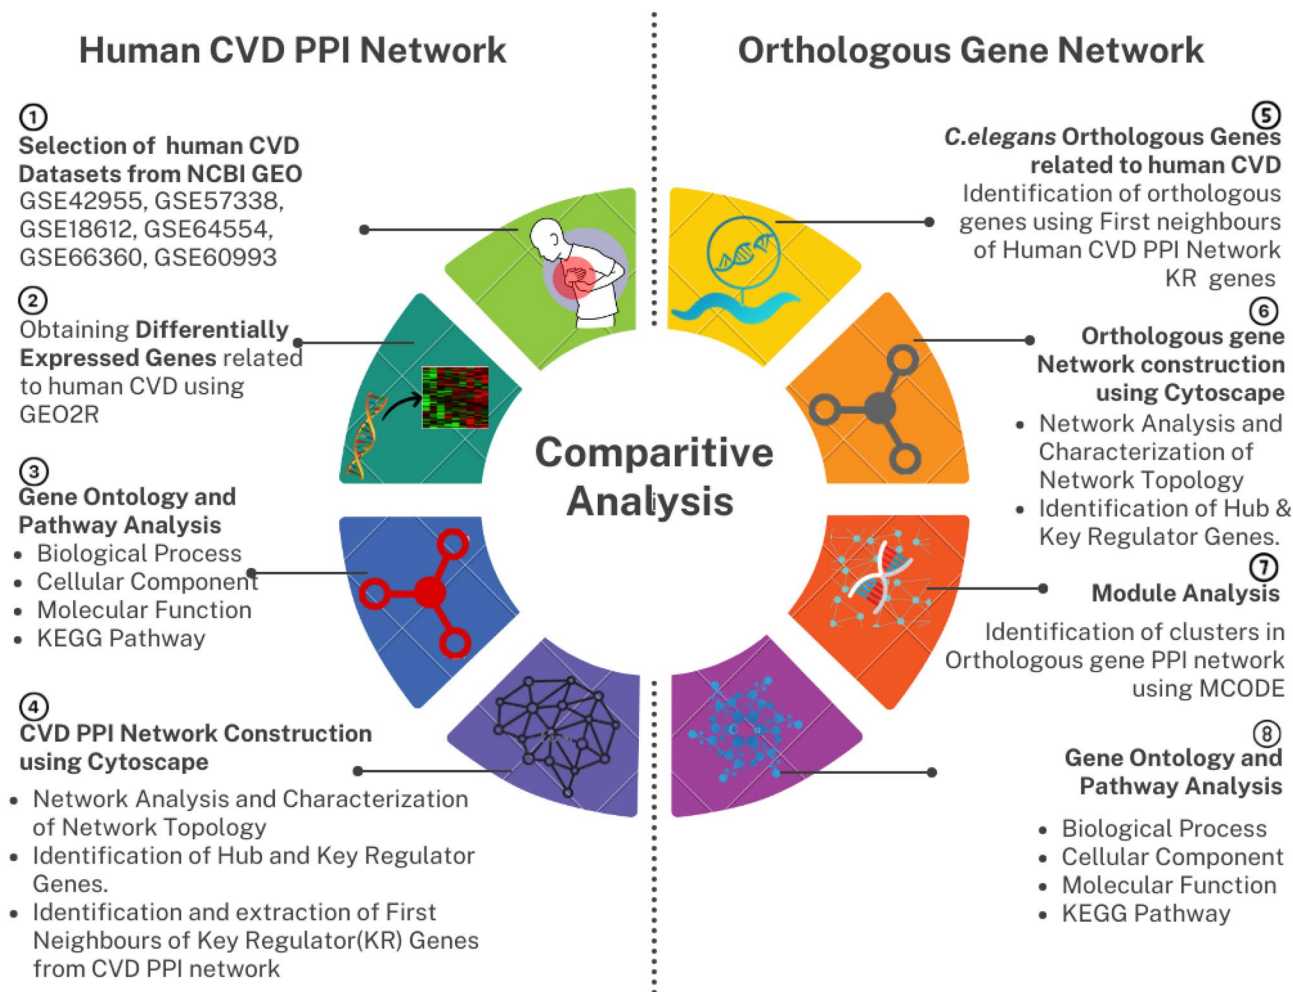 Human CVD PPI Network
①
Selection of human CVD
Datasets from NCBI GEO
GSE42955, GSE57338,
GSE18612, GSE64554,
GSE66360, GSE60993
②
Obtaining Differentially
Expressed Genes related
to human CVD using
GEO2R
③
Gene Ontology and
Pathway Analysis
• Biological Process
• Cellular Component
• Molecular Function
• KEGG Pathway
④
CVD PPI Network Construction
using Cytoscape
• Network Analysis and Characterization
of Network Topology
• Identification of Hub and Key Regulator
Genes.
• Identification and extraction of First
Neighbours of Key Regulator(KR) Genes
from CVD PPI network
Comparitive
Analysis
Orthologous Gene Network
⑤
C.elegans Orthologous Genes
related to human CVD
Identification of orthologous
genes using First neighbours
of Human CVD PPI Network
KR genes
⑥
Orthologous gene
Network construction
using Cytoscape
• Network Analysis and
Characterization of
Network Topology
• Identification of Hub &
Key Regulator Genes.
⑦
Module Analysis
Identification of clusters in
Orthologous gene PPI network
using MCODE
⑧
Gene Ontology and
Pathway Analysis
• Biological Process
• Cellular Component
• Molecular Function
• KEGG Pathway